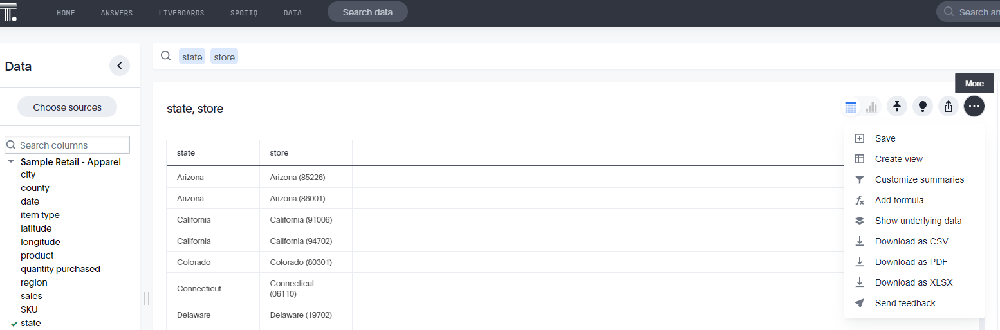 HOME ANSWERS LIVEBOARDS SPOTIQ DATA Search data Search an
Data
Choose sources
Search columns
Sample Retail - Apparel
city
county
date
item type
latitude
longitude
product
quantity purchased
region
sales
SKU
state
state store
More
state, store
state store
Arizona Arizona (85226)
Arizona Arizona (86001)
California California (91006)
California California (94702)
Colorado Colorado (80301)
Connecticut Connecticut
(06110)
Delaware Delaware (19702)
Save
Create view
Customize summaries
Add formula
Show underlying data
Download as CSV
Download as PDF
Download as XLSX
Send feedback